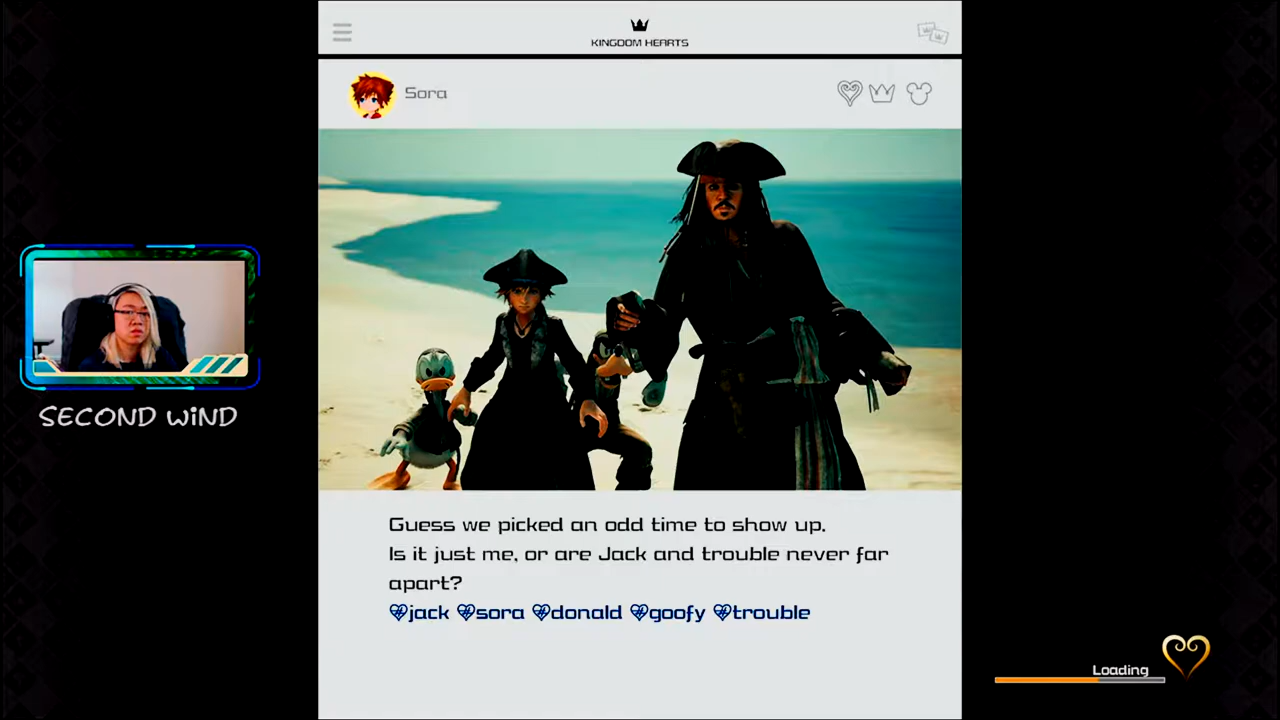 KINGDOM HEARTS
Sora
SECOND WiND
Guess we picked an odd time to show up.
Is it just me, or are Jack and trouble never far
apart?
#jack #sora #donald #goofy #trouble
Loading